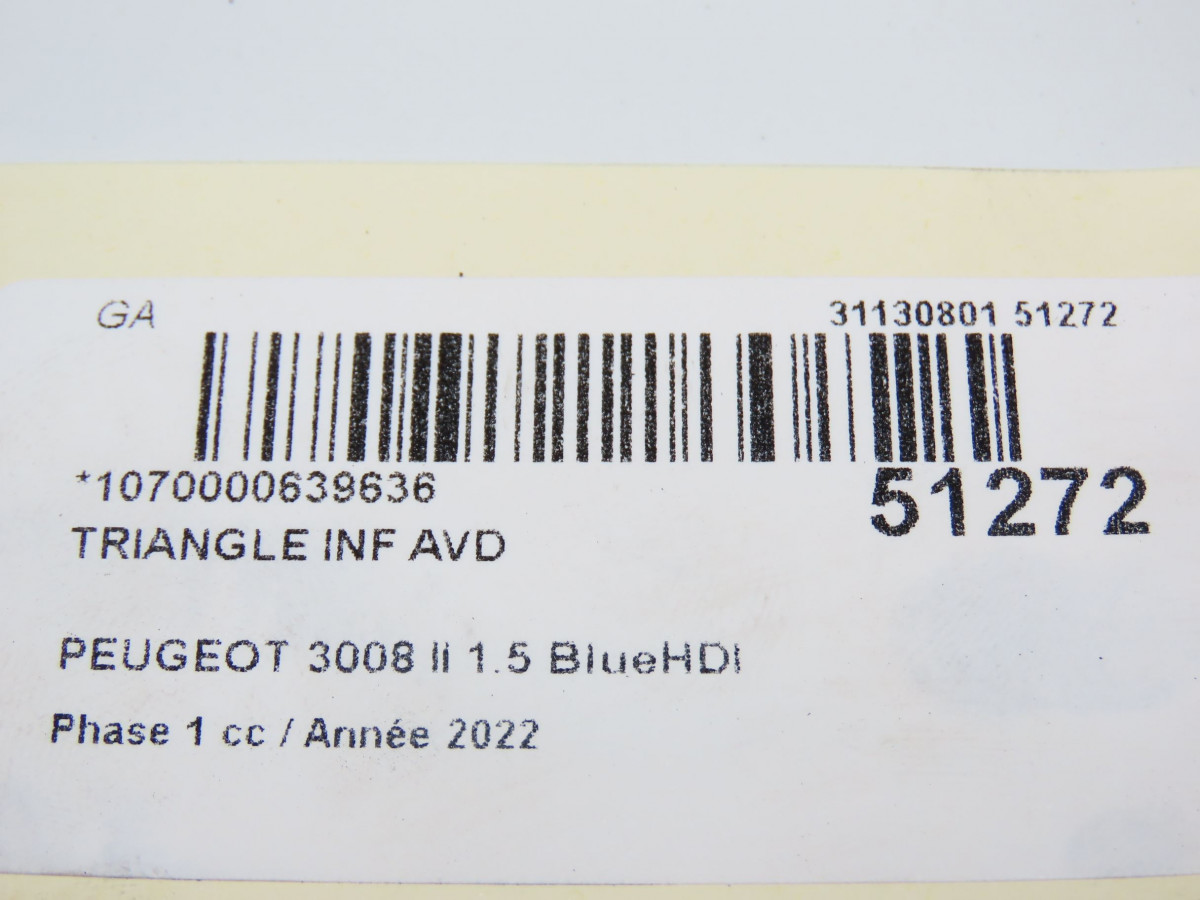 GA
31130801 51272
*1070000639636
51272
TRIANGLE INF AVD
PEUGEOT 3008 Ii 1.5 BlueHDI
Phase 1 cc / Année 2022